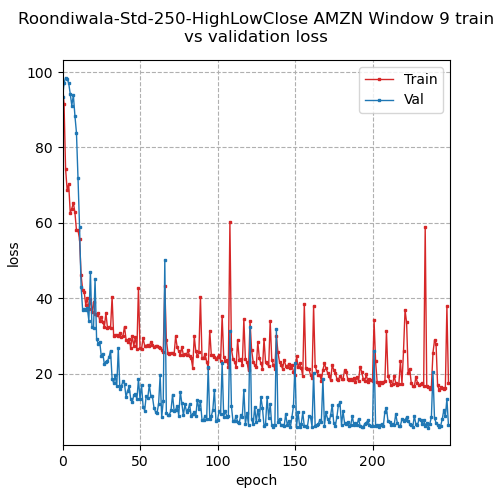 Roondiwala-Std-250-HighLowClose AMZN Window 9 train
vs validation loss
Train
Val
100
80
60
40
20
loss
0
50
100
150
200
epoch